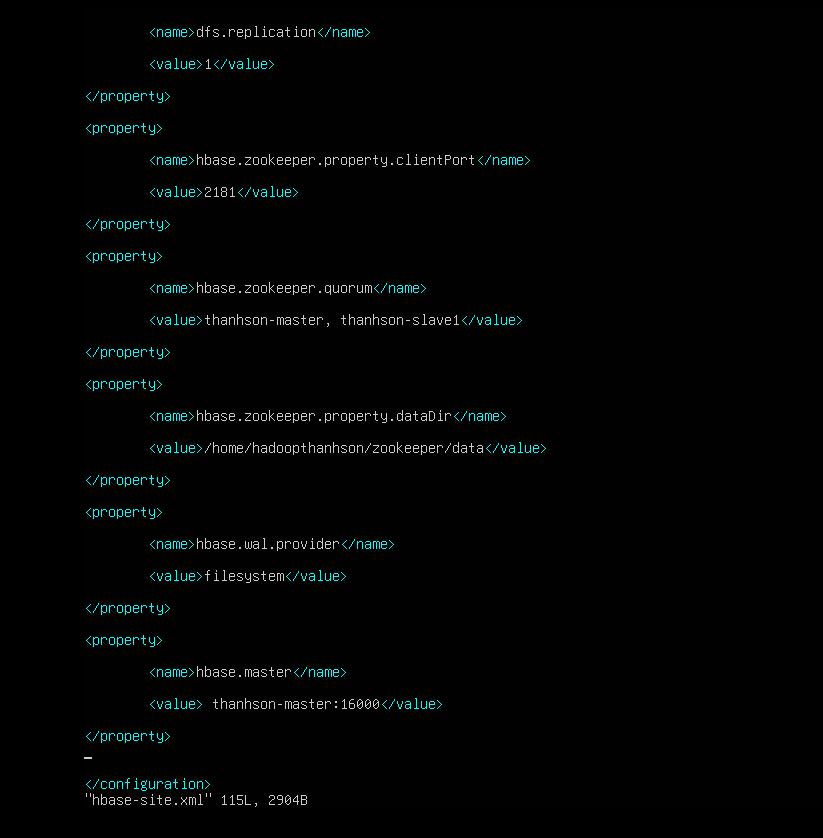 <name>dfs.replication</name>
<value>1</value>
</property>
<property>
<name>hbase.zookeeper.property.clientPort</name>
<value>2181</value>
</property>
<property>
<name>hbase.zookeeper.quorum</name>
<value>thanhson-master, thanhson-slave1</value>
</property>
<property>
<name>hbase.zookeeper.property.dataDir</name>
<value>/home/hadoopthanhson/zookeeper/data</value>
</property>
<property>
<name>hbase.wal.provider</name>
<value>filesystem</value>
</property>
<property>
<name>hbase.master</name>
<value> thanhson-master:16000</value>
</property>
</configuration>
"hbase-site.xml" 115L, 2904B